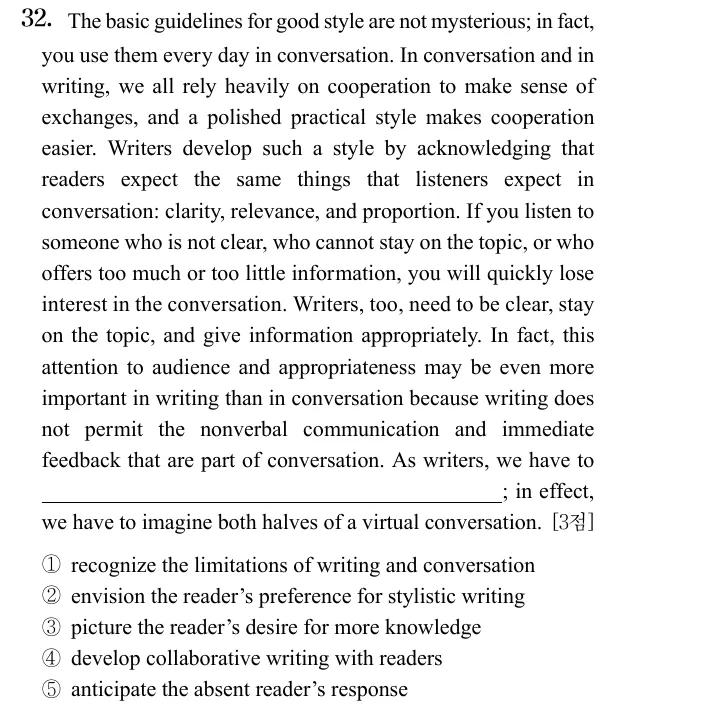 32. The basic guidelines for good style are not mysterious; in fact,
you use them every day in conversation. In conversation and in
writing, we all rely heavily on cooperation to make sense of
exchanges, and a polished practical style makes cooperation
easier. Writers develop such a style by acknowledging that
readers expect the same things that listeners expect in
conversation: clarity, relevance, and proportion. If you listen to
someone who is not clear, who cannot stay on the topic, or who
offers too much or too little information, you will quickly lose
interest in the conversation. Writers, too, need to be clear, stay
on the topic, and give information appropriately. In fact, this
attention to audience and appropriateness may be even more
important in writing than in conversation because writing does
not permit the nonverbal communication and immediate
feedback that are part of conversation. As writers, we have to
______________________________________; in effect,
we have to imagine both halves of a virtual conversation. [3점]
① recognize the limitations of writing and conversation
② envision the reader’s preference for stylistic writing
③ picture the reader’s desire for more knowledge
④ develop collaborative writing with readers
⑤ anticipate the absent reader’s response